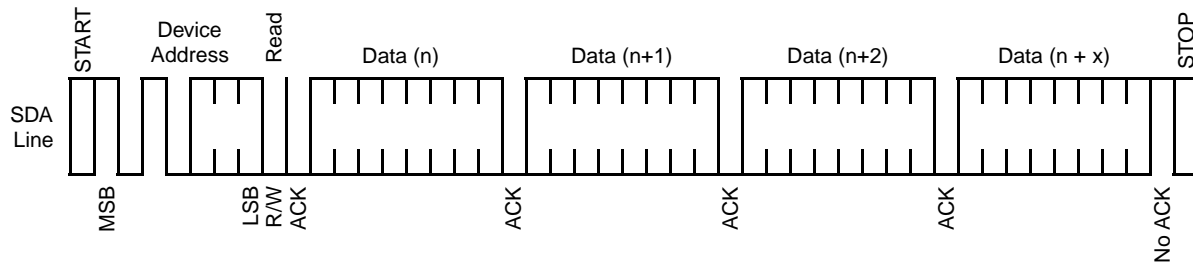 START
Device
Address
Read
Data (n)
Data (n+1)
Data (n+2)
Data (n + x)
STOP
SDA
Line
MSB
LSB
R/W
ACK
ACK
ACK
ACK
No ACK